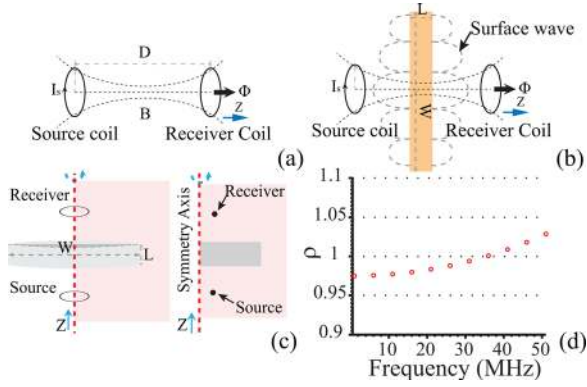 D
Is
Φ
B
Z
Source coil
Receiver Coil
(a)
L
Surface wave
Is
W
Φ
Z
Source coil
Receiver Coil
(b)
Receiver
W
L
Source
Z
Symmetry Axis
Receiver
Source
Z
(c)
1.1
1.05
1
0.95
0.9
ρ
10 20 30 40 50
Frequency (MHz)
(d)